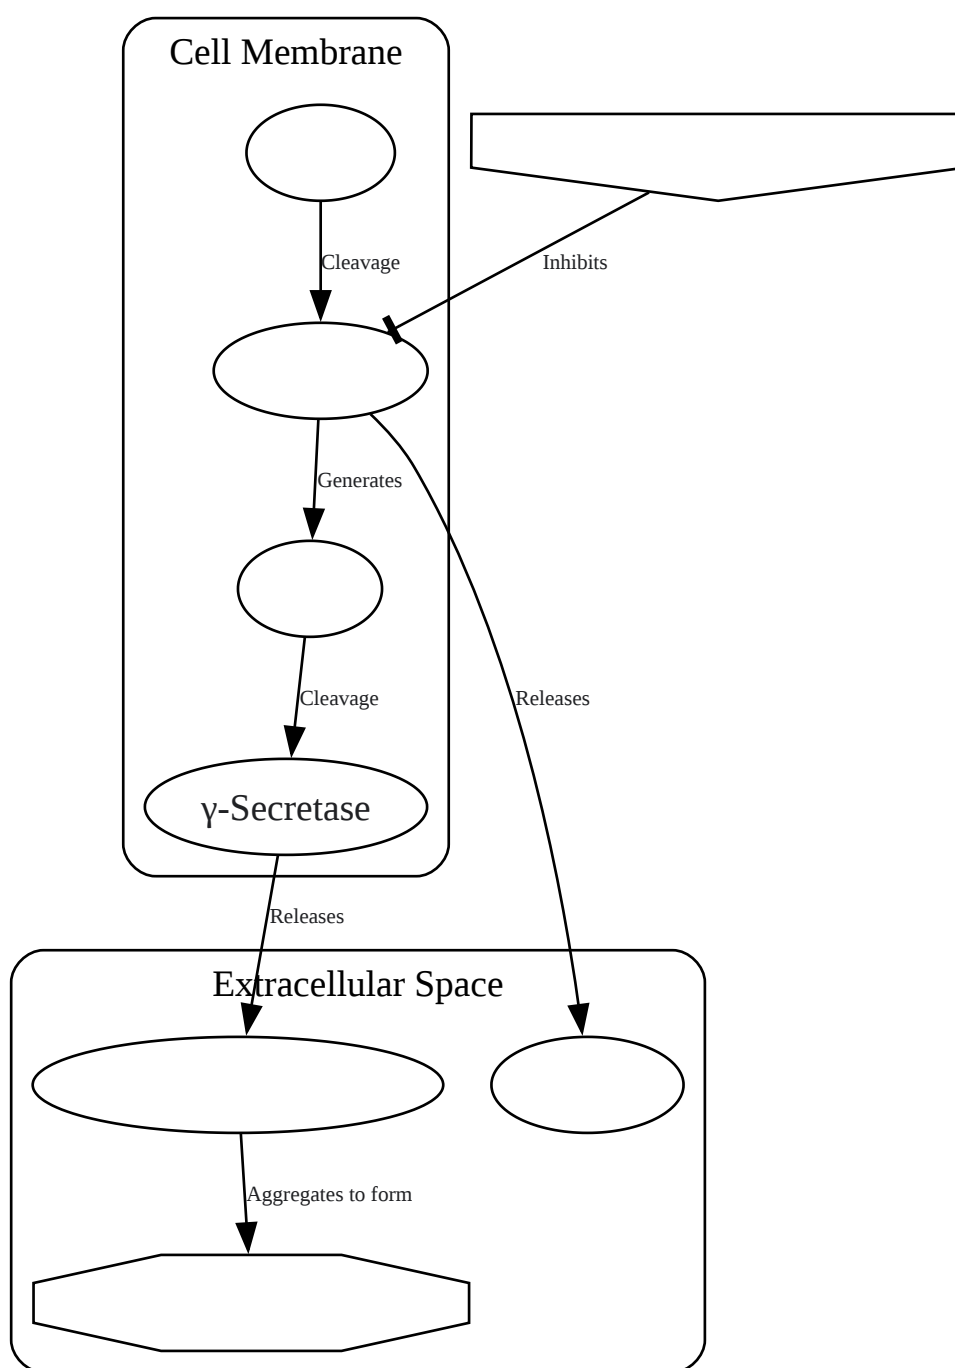 Cell Membrane
Cleavage
Inhibits
Generates
Cleavage
Releases
γ-Secretase
Releases
Extracellular Space
Aggregates to form